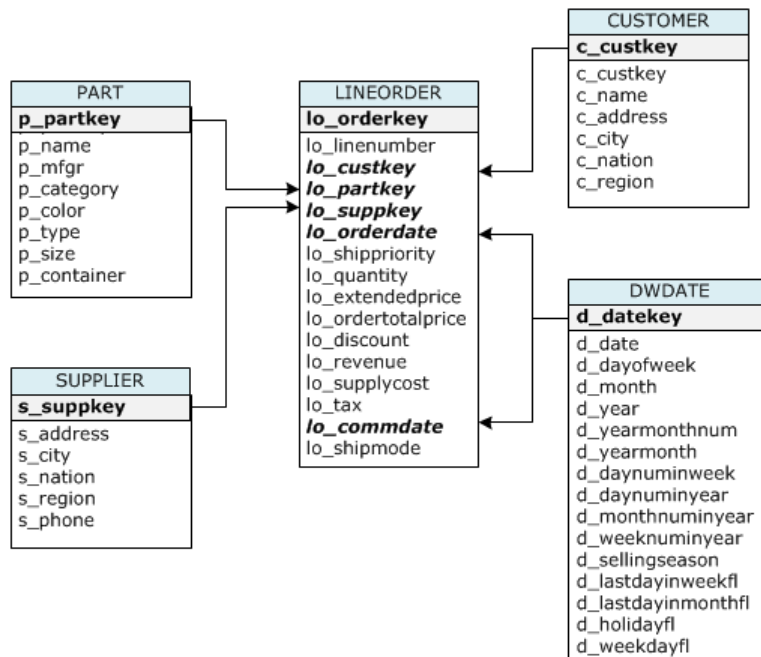 PART
p_partkey
p_name
p_mfgr
p_category
p_color
p_type
p_size
p_container
SUPPLIER
s_suppkey
s_address
s_city
s_nation
s_region
s_phone
LINEORDER
lo_orderkey
lo_linenumber
lo_custkey
lo_partkey
lo_suppkey
lo_orderdate
lo_shippriority
lo_quantity
lo_extendedprice
lo_ordertotalprice
lo_discount
lo_revenue
lo_supplycost
lo_tax
lo_commdate
lo_shipmode
CUSTOMER
c_custkey
c_custkey
c_name
c_address
c_city
c_nation
c_region
DWDATE
d_datekey
d_date
d_dayofweek
d_month
d_year
d_yearmonthnum
d_yearmonth
d_daynuminweek
d_daynuminyear
d_monthnuminyear
d_weeknuminyear
d_sellingseason
d_lastdayinweekfl
d_lastdayinmonthfl
d_holidayfl
d_weekdayfl